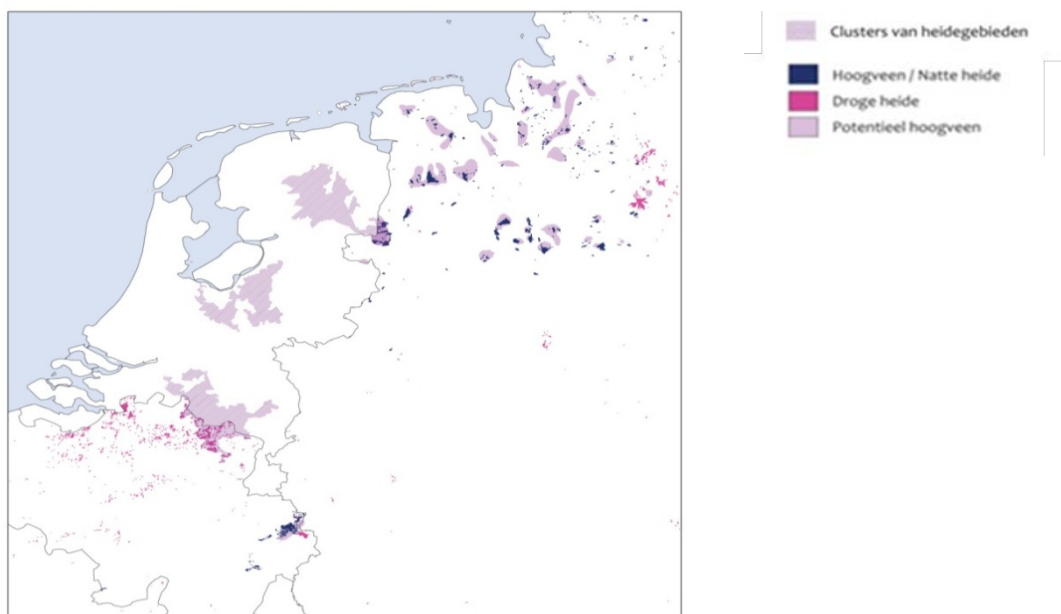 Clusters van heidegebieden
Hoogveen / Natte heide
Droge heide
Potentieel hoogveen